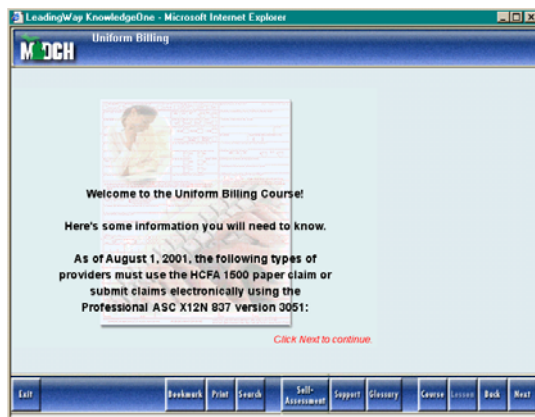 LeadingWay KnowledgeOne - Microsoft Internet Explorer
Uniform Billing
MDCH
Welcome to the Uniform Billing Course!
Here's some information you will need to know.
As of August 1, 2001, the following types of
providers must use the HCFA 1500 paper claim or
submit claims electronically using the
Professional ASC X12N 837 version 3051:
Click Next to continue.
Exit Bookmark Print Search Self-Assessment Support Glossary Course Lesson Back Next